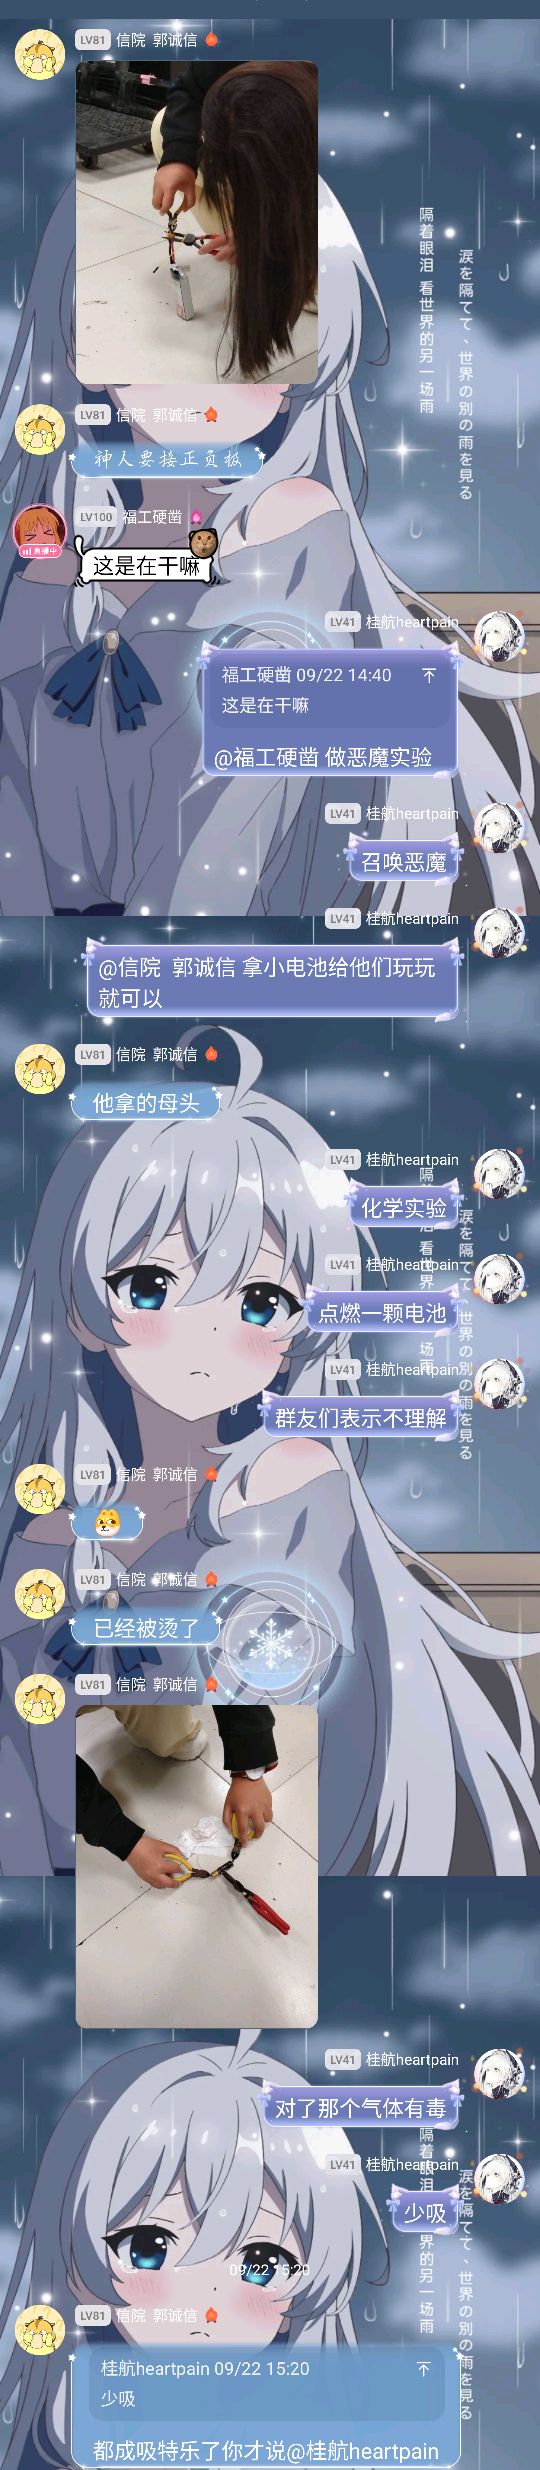 LV81 信院 郭诚信
隔着眼泪 看世界的另一场雨
涙を隔てて、世界の別の雨を見る
LV81 信院 郭诚信
神人要接正负极
LV100 福工硬凿
直播中
这是在干嘛
LV41 桂航heartpain
福工硬凿 09/22 14:40
这是在干嘛
@福工硬凿 做恶魔实验
LV41 桂航heartpain
召唤恶魔
LV41 桂航heartpain
@信院 郭诚信 拿小电池给他们玩玩
就可以
LV81 信院 郭诚信
他拿的母头
LV41 桂航heartpain
化学实验
LV41 桂航heartpain
点燃一颗电池
LV41 桂航heartpain
群友们表示不理解
LV81 信院 郭诚信
LV81 信院 郭诚信
已经被烫了
LV81 信院 郭诚信
LV41 桂航heartpain
对了那个气体有毒
LV41 桂航heartpain
少吸
09/22 15:20
LV81 信院 郭诚信
桂航heartpain 09/22 15:20
少吸
都成吸特乐了你才说@桂航heartpain